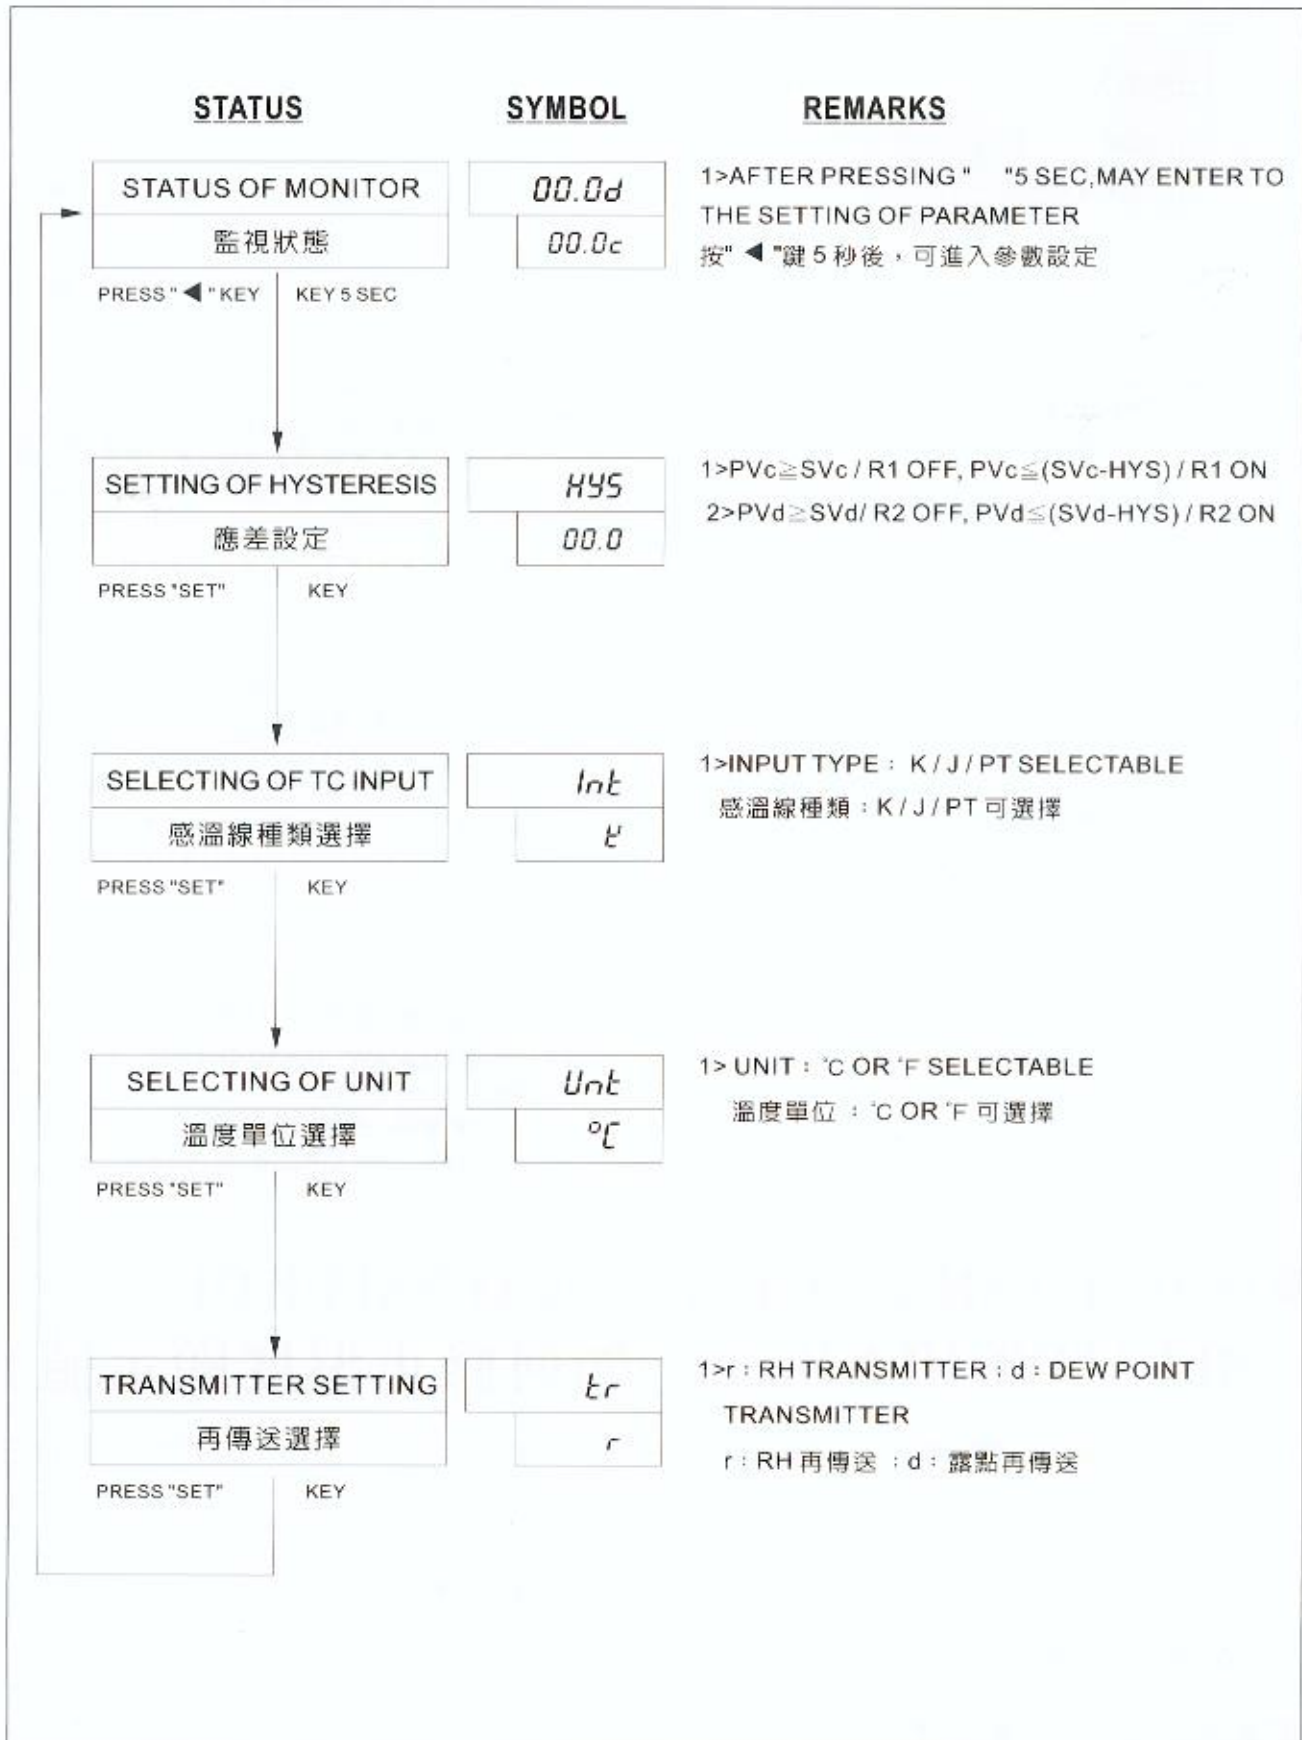 STATUS SYMBOL REMARKS
STATUS OF MONITOR
監視狀態
00.0d
00.0c
1>AFTER PRESSING " "5 SEC,MAY ENTER TO
THE SETTING OF PARAMETER
按" ◀ "鍵 5 秒後，可進入參數設定
PRESS " ◀ " KEY KEY 5 SEC
SETTING OF HYSTERESIS
應差設定
HYS
00.0
1>PVc≧SVc / R1 OFF, PVc≦(SVc-HYS) / R1 ON
2>PVd≧SVd/ R2 OFF, PVd≦(SVd-HYS) / R2 ON
PRESS "SET" KEY
SELECTING OF TC INPUT
感溫線種類選擇
Int
K
1>INPUT TYPE：K / J / PT SELECTABLE
感溫線種類：K / J / PT 可選擇
PRESS "SET" KEY
SELECTING OF UNIT
溫度單位選擇
Unt
°C
1> UNIT：℃ OR ℉ SELECTABLE
溫度單位 ：℃ OR ℉ 可選擇
PRESS "SET" KEY
TRANSMITTER SETTING
再傳送選擇
tr
r
1>r：RH TRANSMITTER；d：DEW POINT
TRANSMITTER
r：RH 再傳送 ；d：露點再傳送
PRESS "SET" KEY